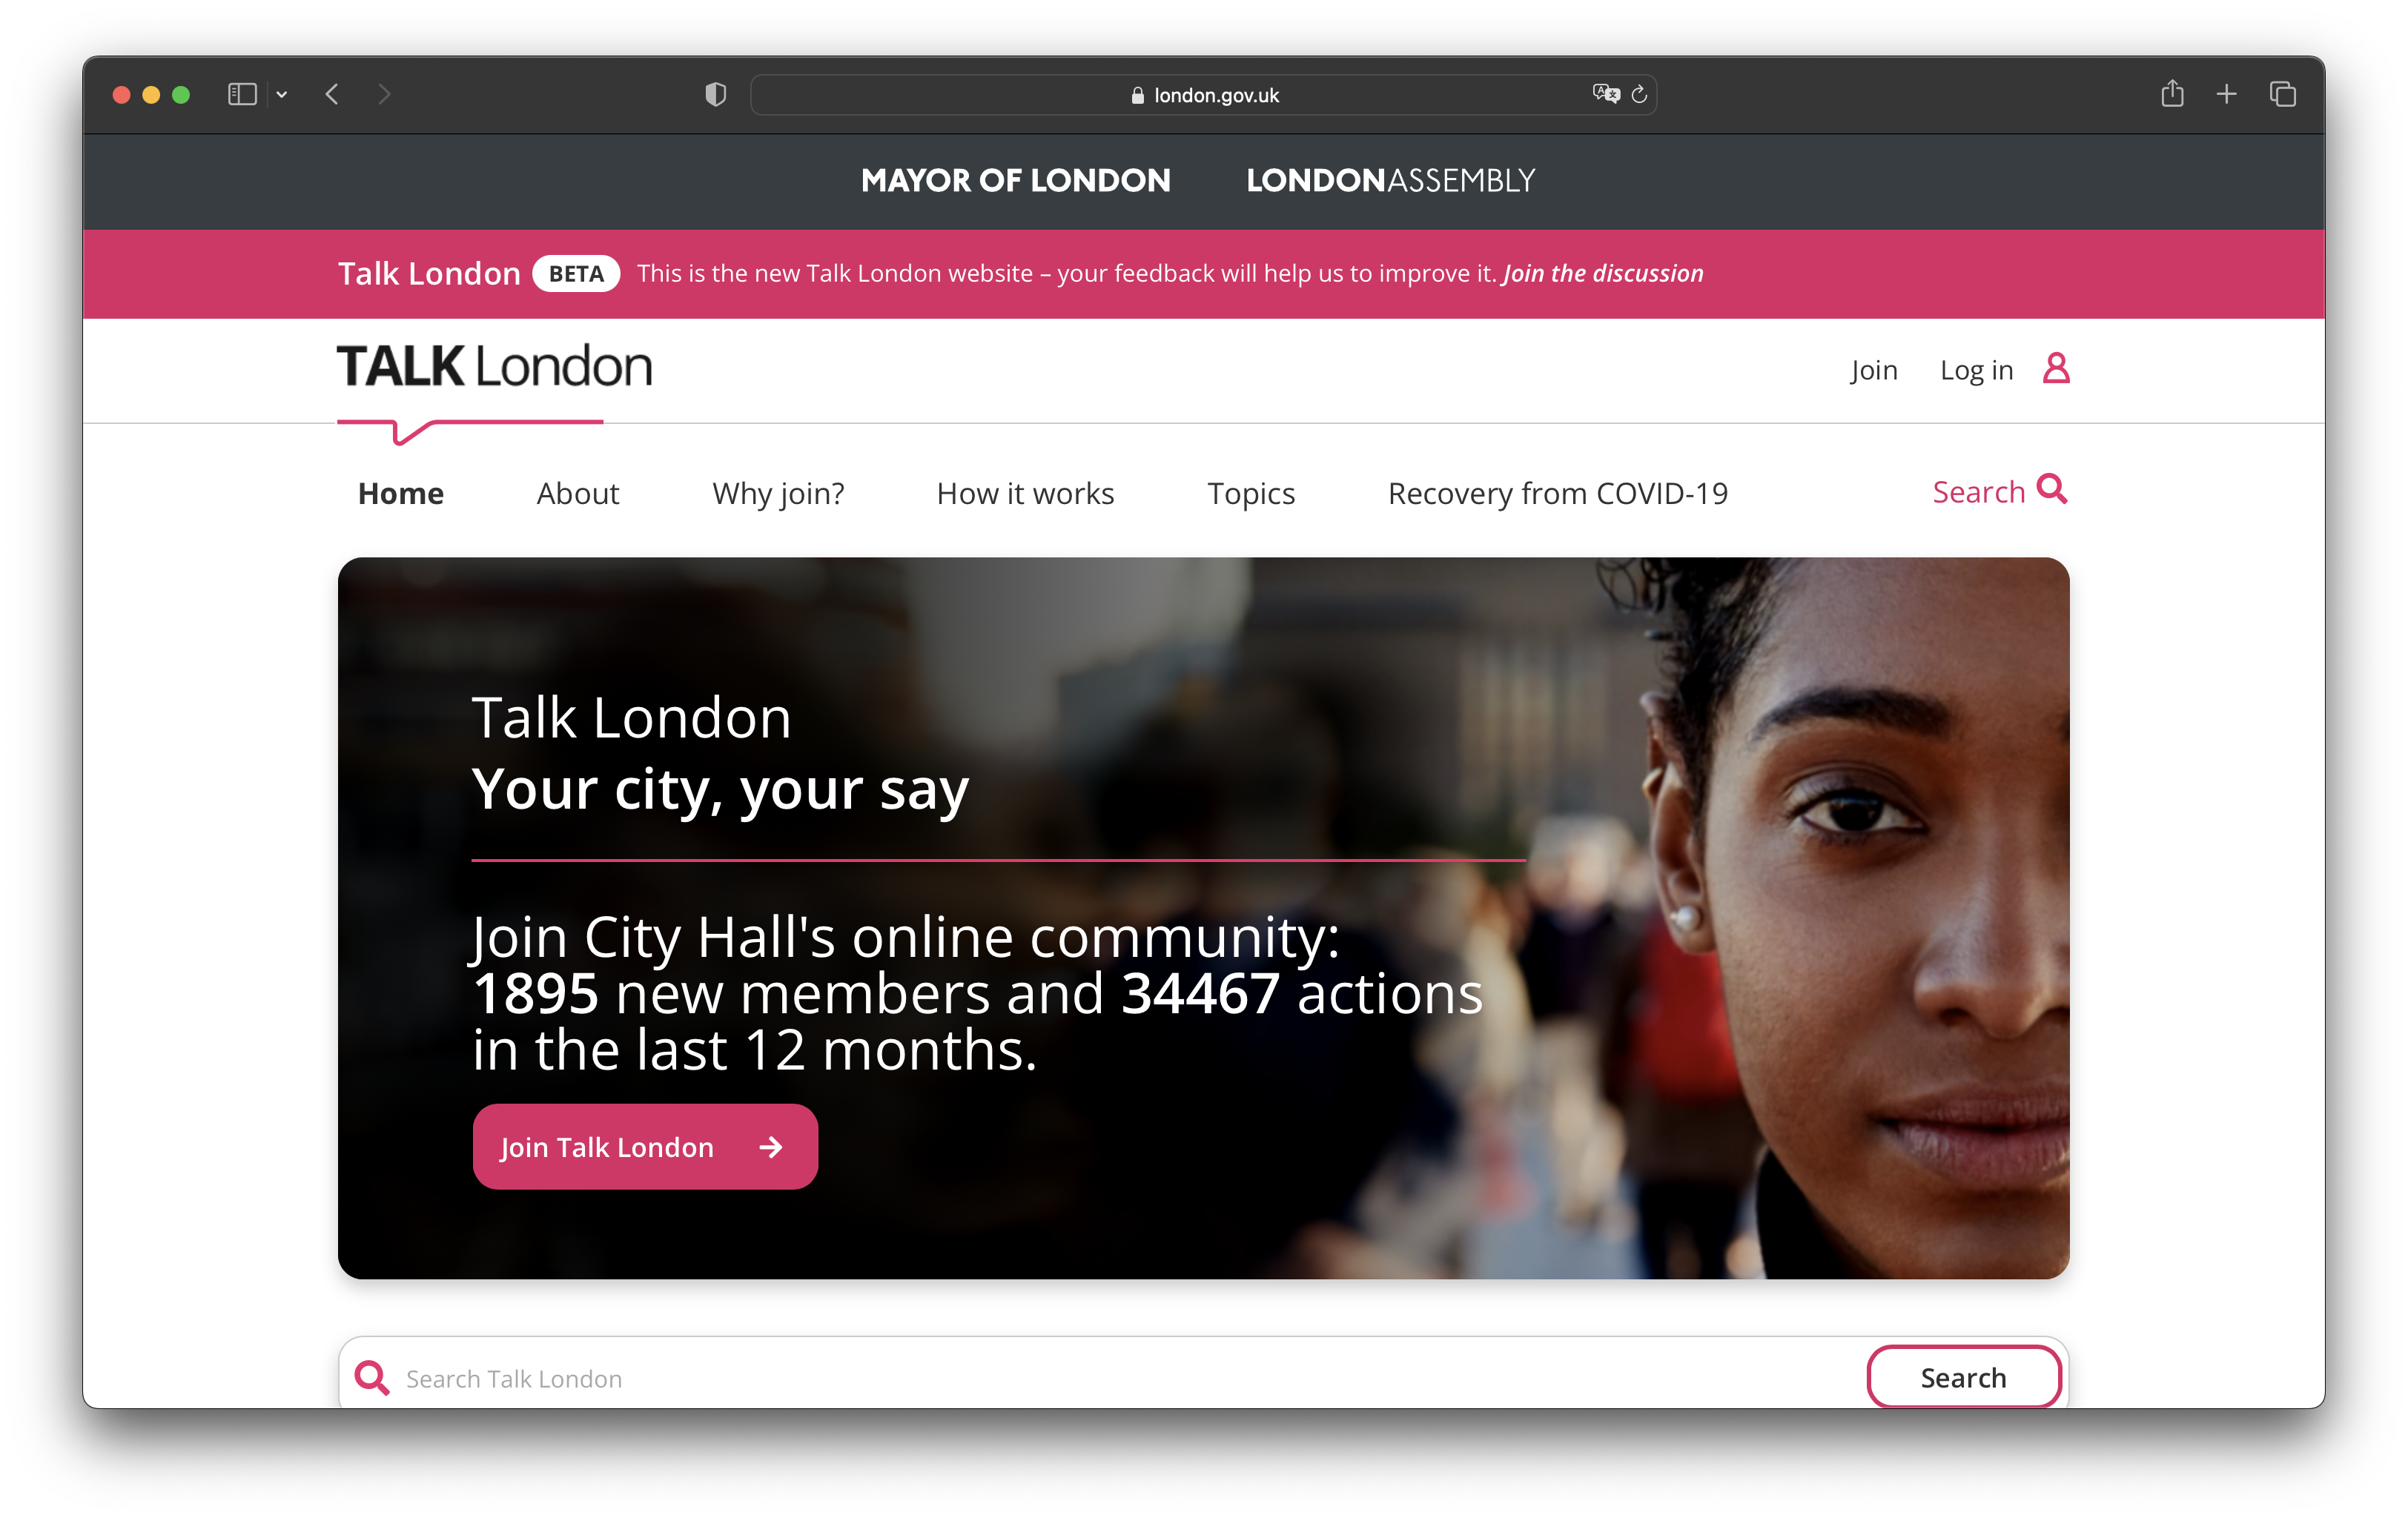 london.gov.uk
MAYOR OF LONDON LONDONASSEMBLY
Talk London BETA This is the new Talk London website – your feedback will help us to improve it. Join the discussion
TALK London
Join Log in
Home About Why join? How it works Topics Recovery from COVID-19 Search
Talk London
Your city, your say
Join City Hall's online community:
1895 new members and 34467 actions
in the last 12 months.
Join Talk London
Search Talk London Search